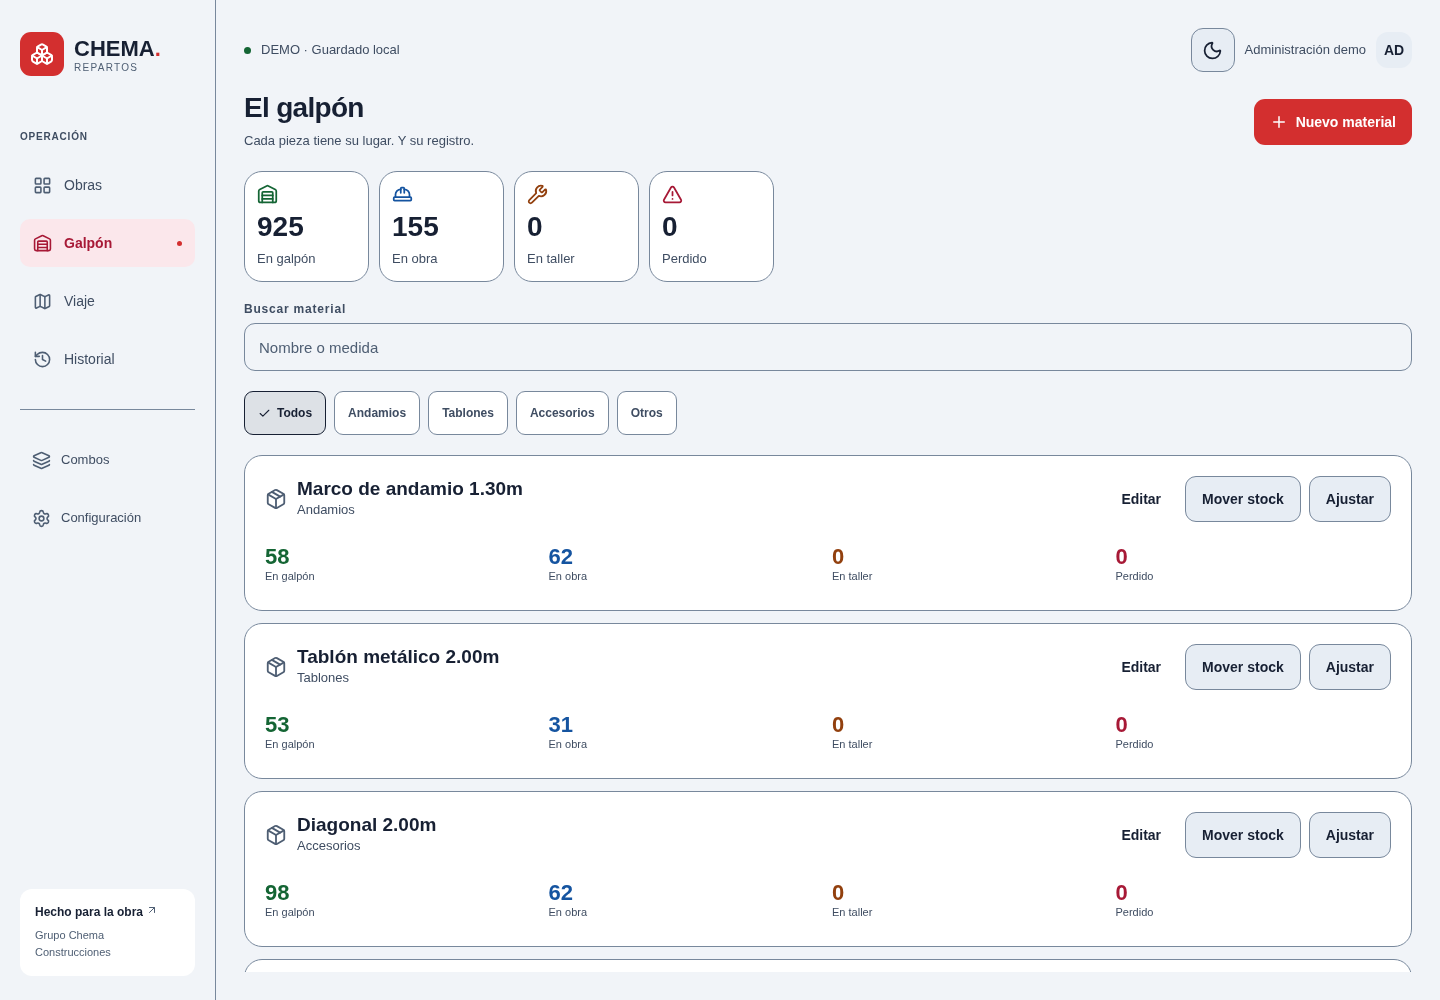 CHEMA.
REPARTOS
OPERACIÓN
Obras
Galpón
Viaje
Historial
Combos
Configuración
Hecho para la obra
Grupo Chema
Construcciones
DEMO · Guardado local
Administración demo
AD
El galpón
Cada pieza tiene su lugar. Y su registro.
Nuevo material
925
En galpón
155
En obra
0
En taller
0
Perdido
Buscar material
Nombre o medida
Todos
Andamios
Tablones
Accesorios
Otros
Marco de andamio 1.30m
Andamios
Editar
Mover stock
Ajustar
58
En galpón
62
En obra
0
En taller
0
Perdido
Tablón metálico 2.00m
Tablones
Editar
Mover stock
Ajustar
53
En galpón
31
En obra
0
En taller
0
Perdido
Diagonal 2.00m
Accesorios
Editar
Mover stock
Ajustar
98
En galpón
62
En obra
0
En taller
0
Perdido